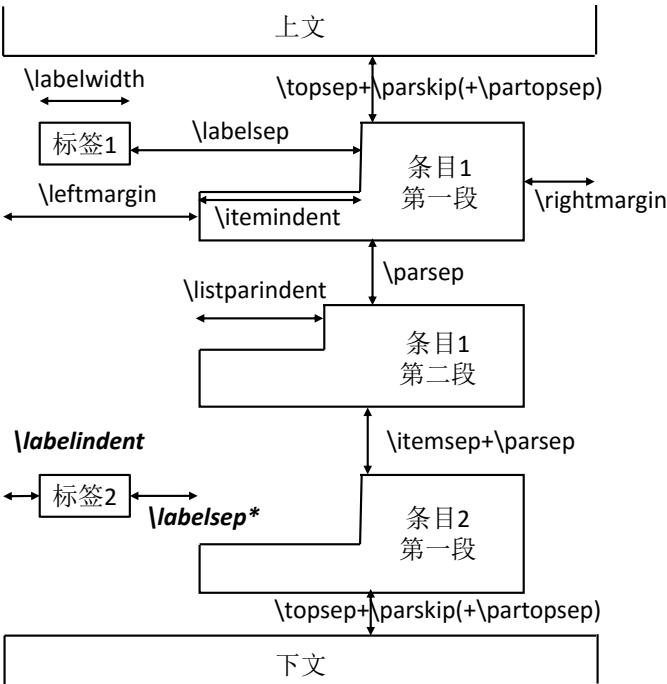 上文
\labelwidth
\topsep+\parskip(+\partopsep)
标签1
\labelsep
条目1
第一段
\leftmargin
\itemindent
\rightmargin
\parsep
\listparindent
条目1
第二段
\labelindent
\itemsep+\parsep
标签2
\labelsep*
条目2
第一段
\topsep+\parskip(+\partopsep)
下文